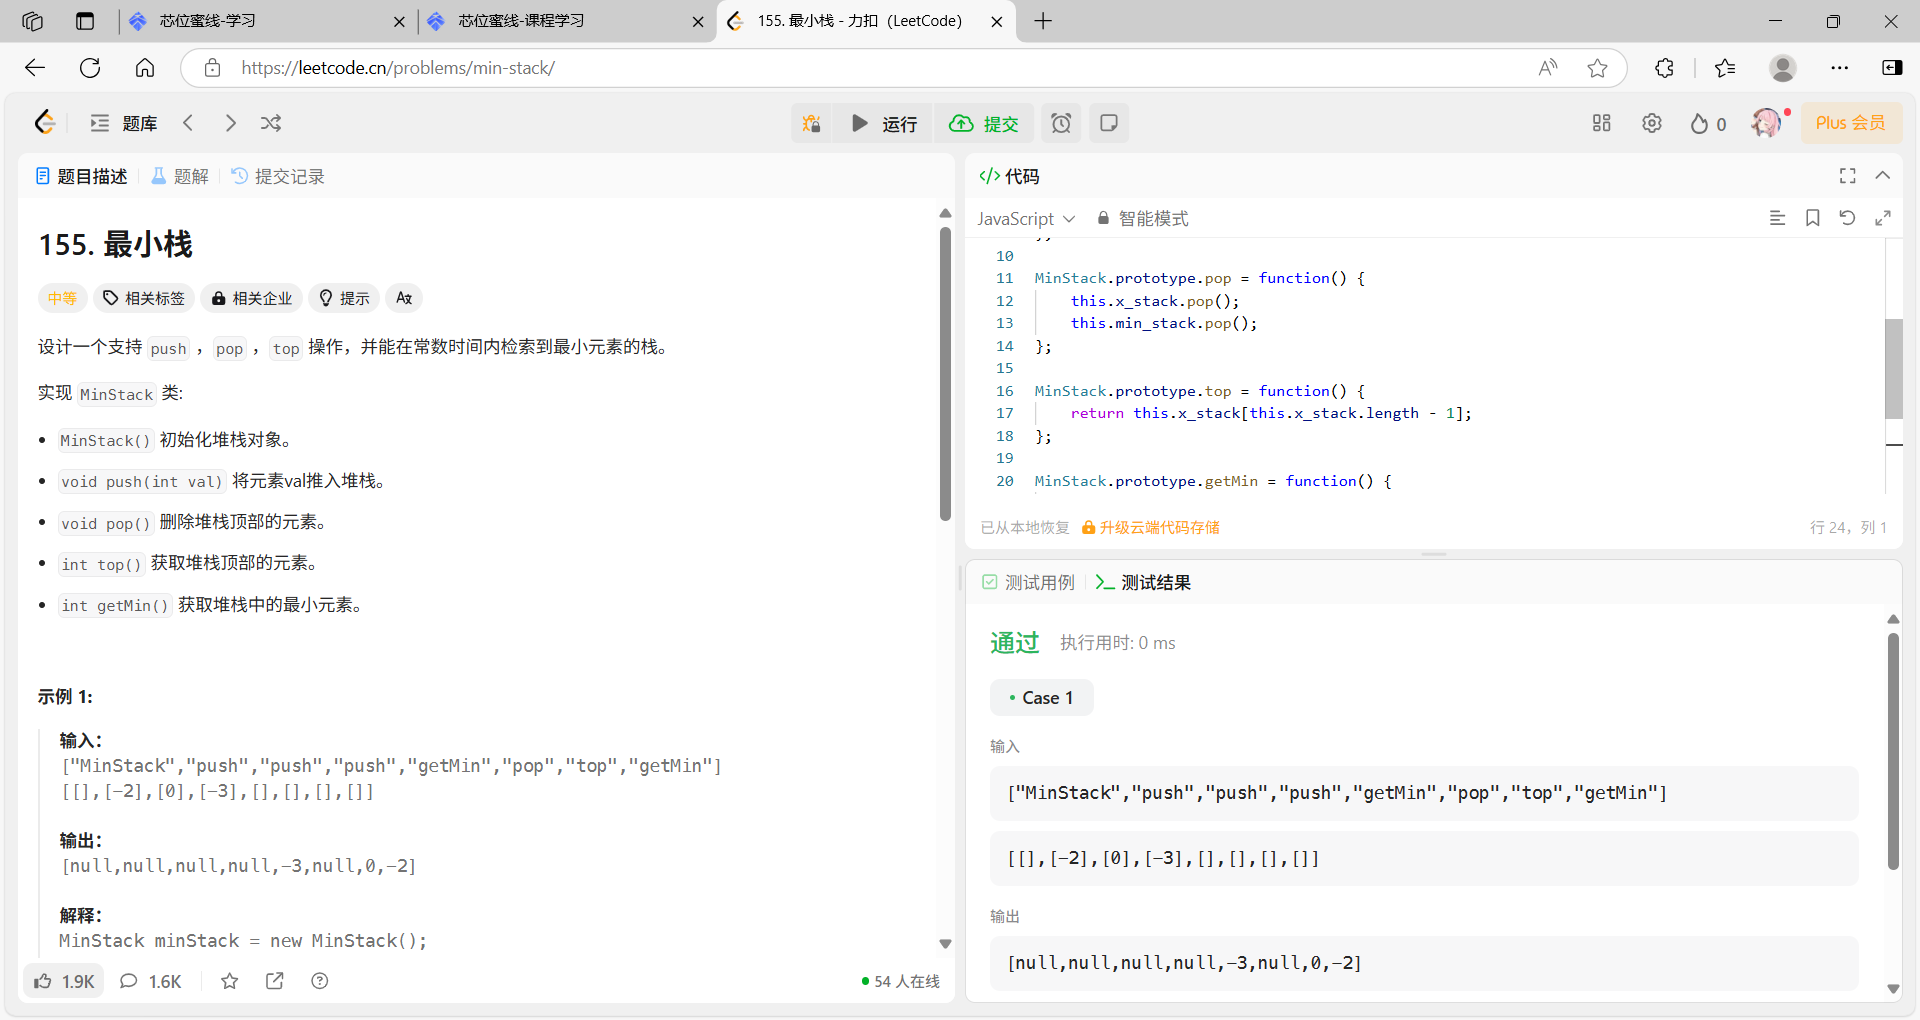 芯位蜜线-学习
芯位蜜线-课程学习
155. 最小栈 - 力扣（LeetCode）
https://leetcode.cn/problems/min-stack/
题库
运行
提交
0
Plus 会员
题目描述
题解
提交记录
155. 最小栈
中等
相关标签
相关企业
提示
设计一个支持 push ，pop ，top 操作，并能在常数时间内检索到最小元素的栈。
实现 MinStack 类:
• MinStack() 初始化堆栈对象。
• void push(int val) 将元素val推入堆栈。
• void pop() 删除堆栈顶部的元素。
• int top() 获取堆栈顶部的元素。
• int getMin() 获取堆栈中的最小元素。
示例 1:
输入：
["MinStack","push","push","push","getMin","pop","top","getMin"]
[[],[-2],[0],[-3],[],[],[],[]]
输出：
[null,null,null,null,-3,null,0,-2]
解释：
MinStack minStack = new MinStack();
1.9K
1.6K
54 人在线
</> 代码
JavaScript
智能模式
10
11 MinStack.prototype.pop = function() {
12 this.x_stack.pop();
13 this.min_stack.pop();
14 };
15
16 MinStack.prototype.top = function() {
17 return this.x_stack[this.x_stack.length - 1];
18 };
19
20 MinStack.prototype.getMin = function() {
已从本地恢复
升级云端代码存储
行 24，列 1
测试用例
测试结果
通过
执行用时: 0 ms
• Case 1
输入
["MinStack","push","push","push","getMin","pop","top","getMin"]
[[],[-2],[0],[-3],[],[],[],[]]
输出
[null,null,null,null,-3,null,0,-2]